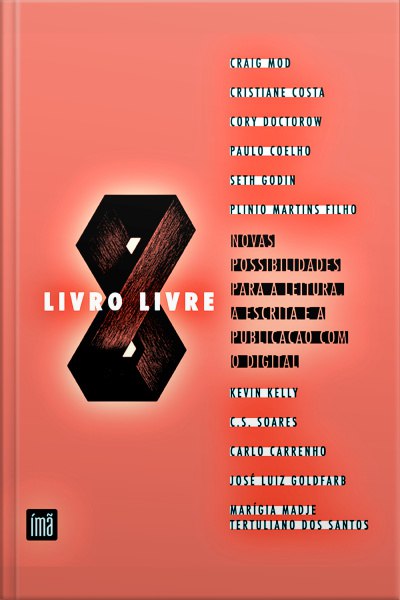 CRAIG MOD
CRISTIANE COSTA
CORY DOCTOROW
PAULO COELHO
SETH GODIN
PLINIO MARTINS FILHO
LIVRO LIVRE
NOVAS
POSSIBILIDADES
PARA A LEITURA,
A ESCRITA E A
PUBLICACAO COM
O DIGITAL
KEVIN KELLY
C.S. SOARES
CARLO CARRENHO
JOSÉ LUIZ GOLDFARB
MARÍGIA MADJE
TERTULIANO DOS SANTOS
ímã